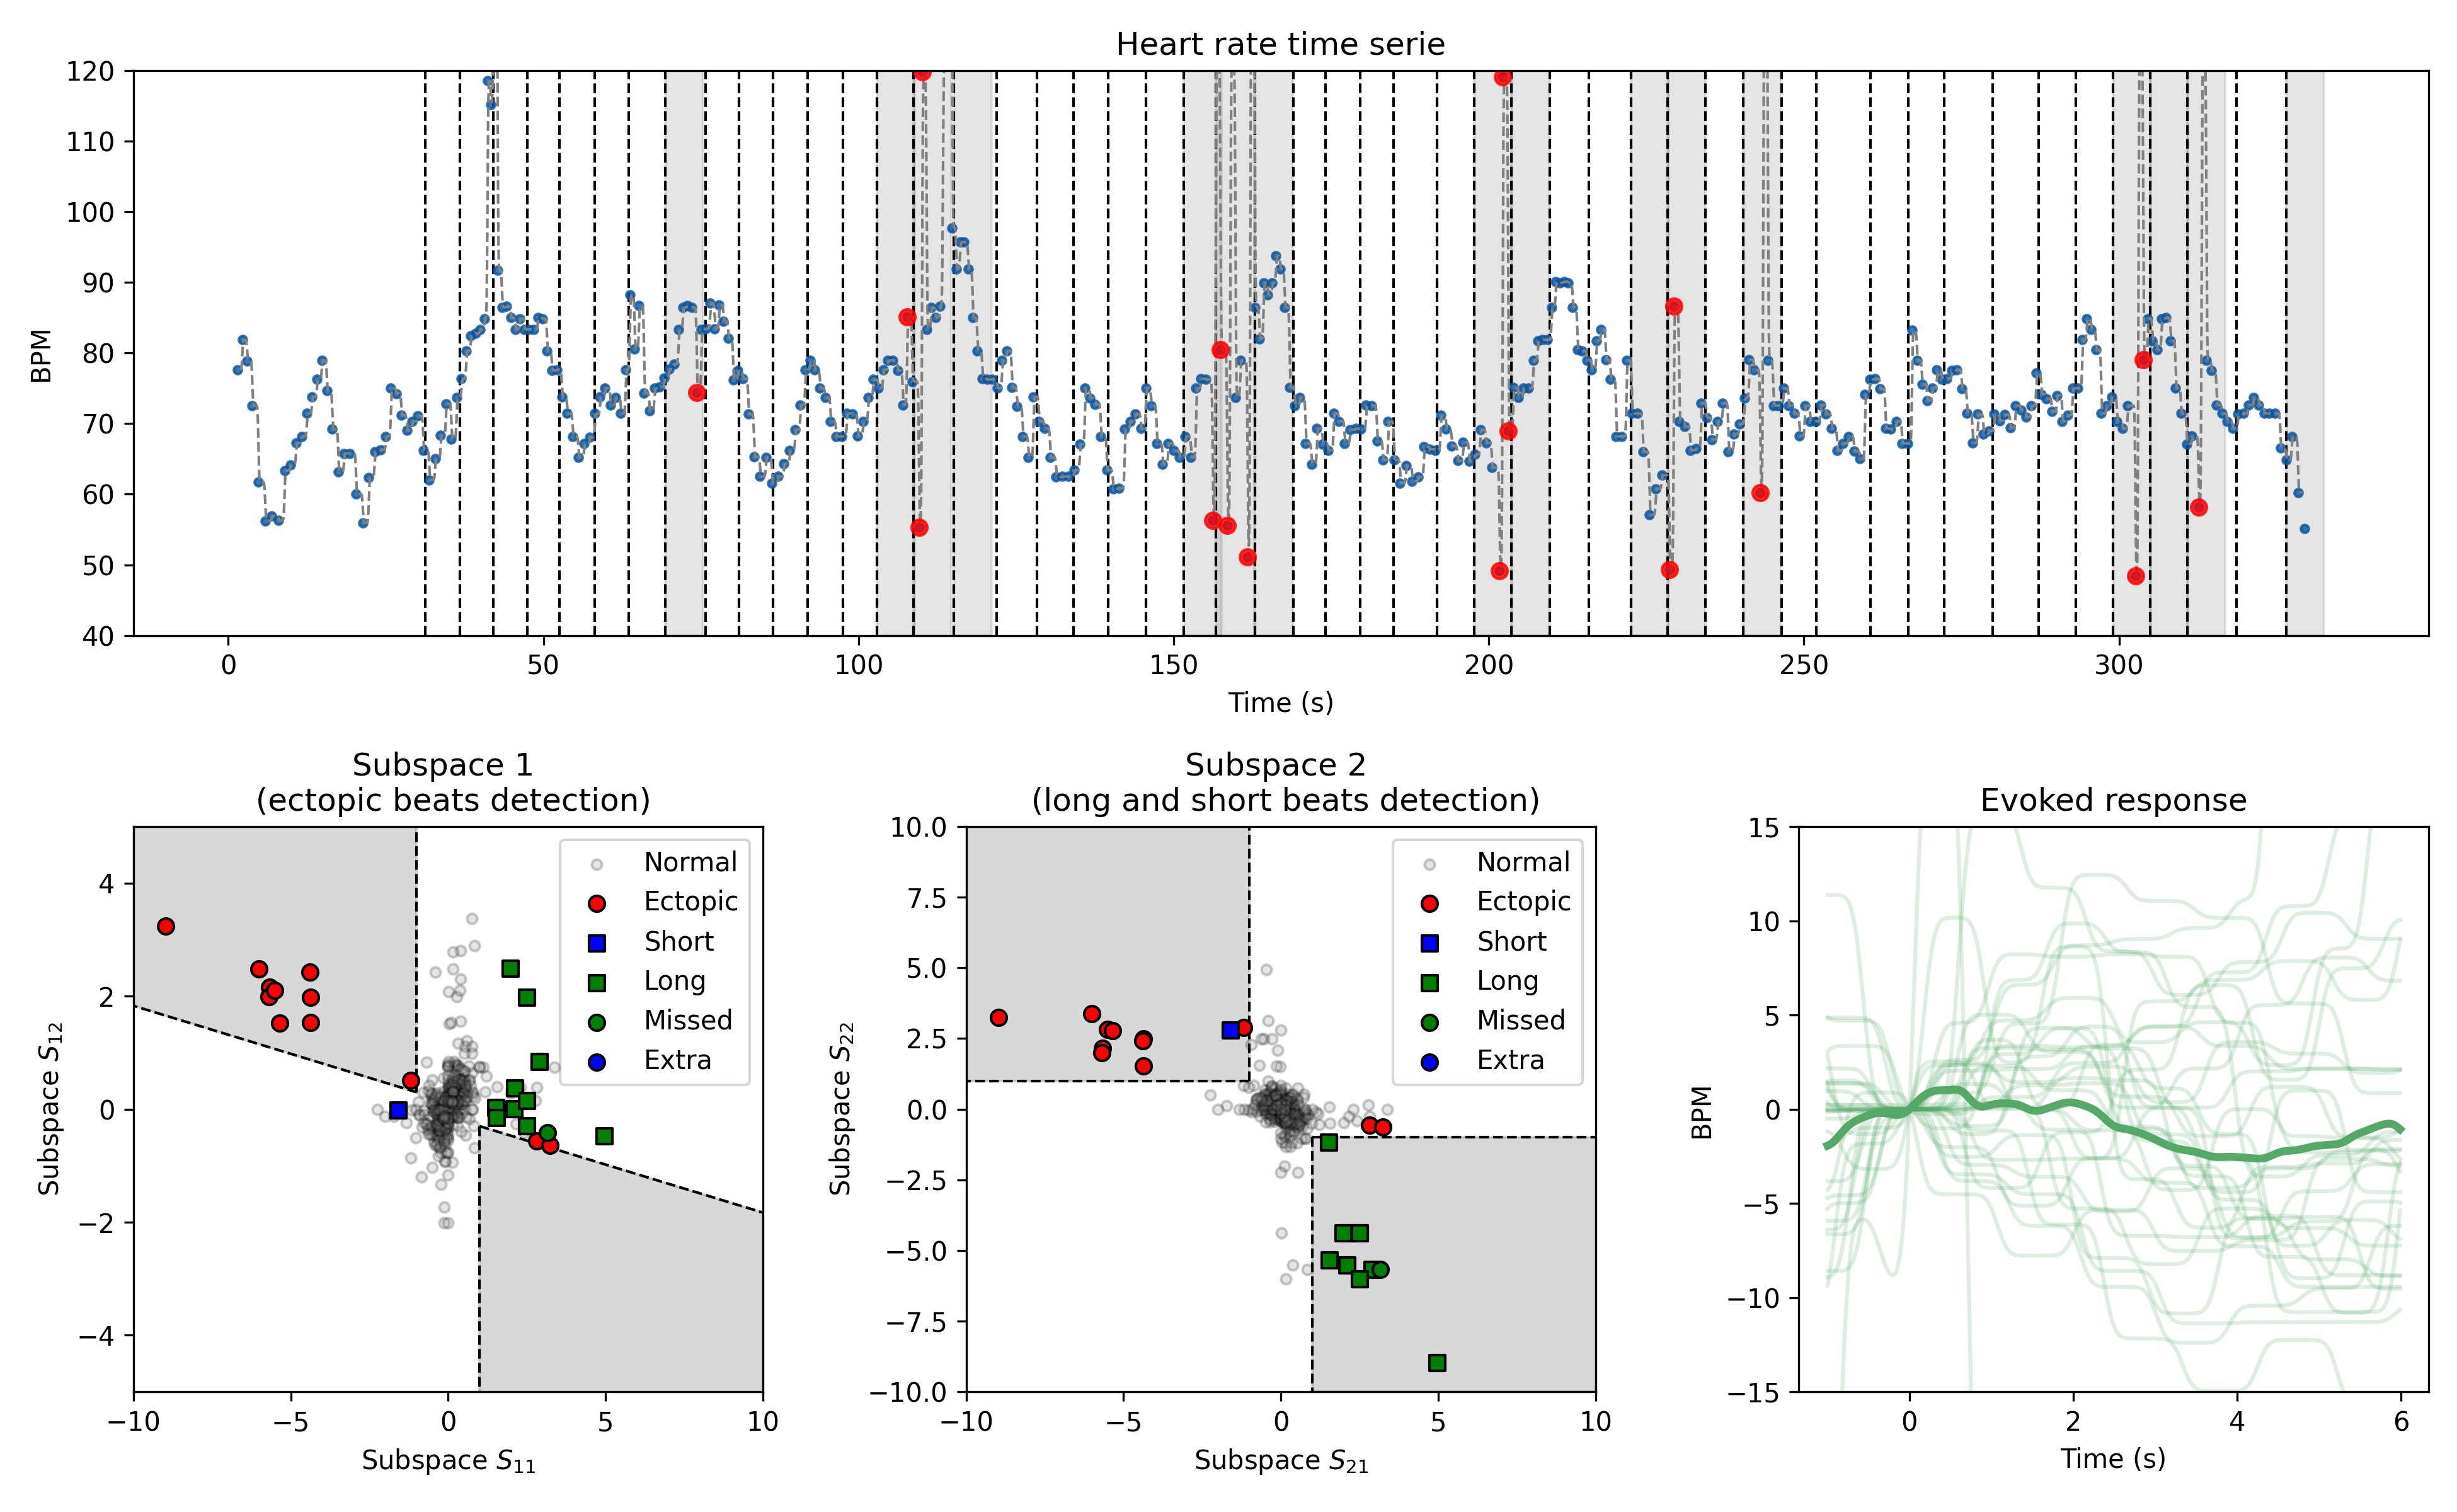 Heart rate time serie
120
110
100
90
80
70
60
50
40
BPM
0
50
100
150
200
250
300
Time (s)
Subspace 1
(ectopic beats detection)
4
2
0
−2
−4
Subspace S12
−10
−5
0
5
10
Subspace S11
Normal
Ectopic
Short
Long
Missed
Extra
Subspace 2
(long and short beats detection)
10.0
7.5
5.0
2.5
0.0
−2.5
−5.0
−7.5
−10.0
Subspace S22
−10
−5
0
5
10
Subspace S21
Normal
Ectopic
Short
Long
Missed
Extra
Evoked response
15
10
5
0
−5
−10
−15
BPM
0
2
4
6
Time (s)